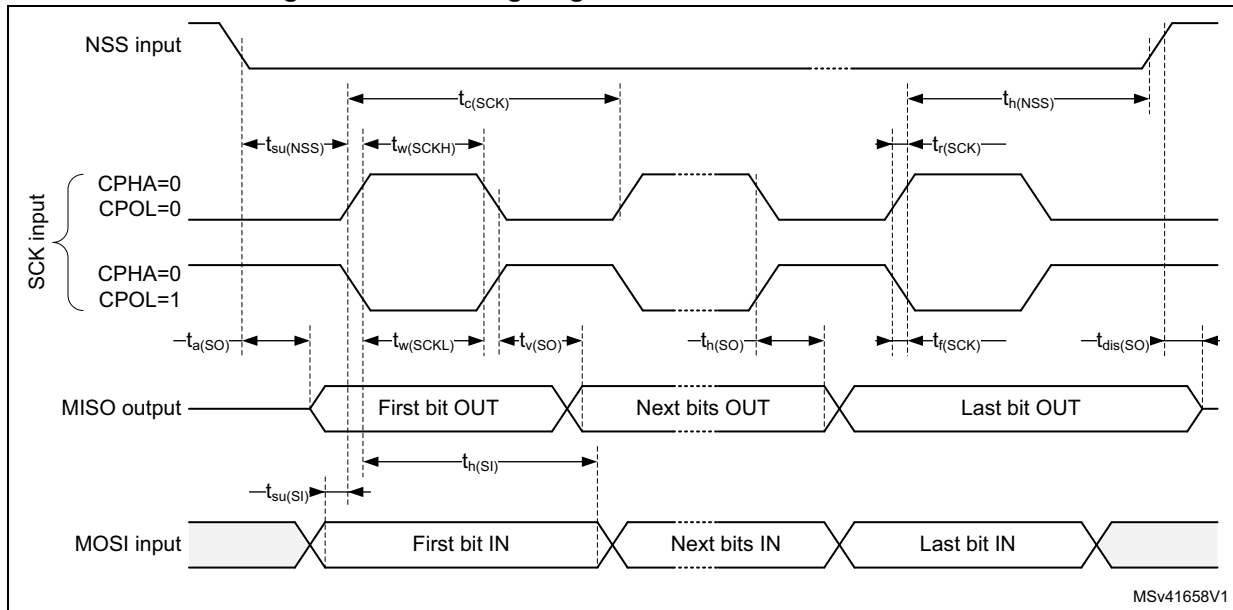 NSS input
tc(SCK)
th(NSS)
tsu(NSS)
tw(SCKH)
tr(SCK)
SCK input
CPHA=0
CPOL=0
CPHA=0
CPOL=1
ta(SO)
tw(SCKL)
tv(SO)
th(SO)
tf(SCK)
tdis(SO)
MISO output
First bit OUT
Next bits OUT
Last bit OUT
th(SI)
tsu(SI)
MOSI input
First bit IN
Next bits IN
Last bit IN
MSv41658V1